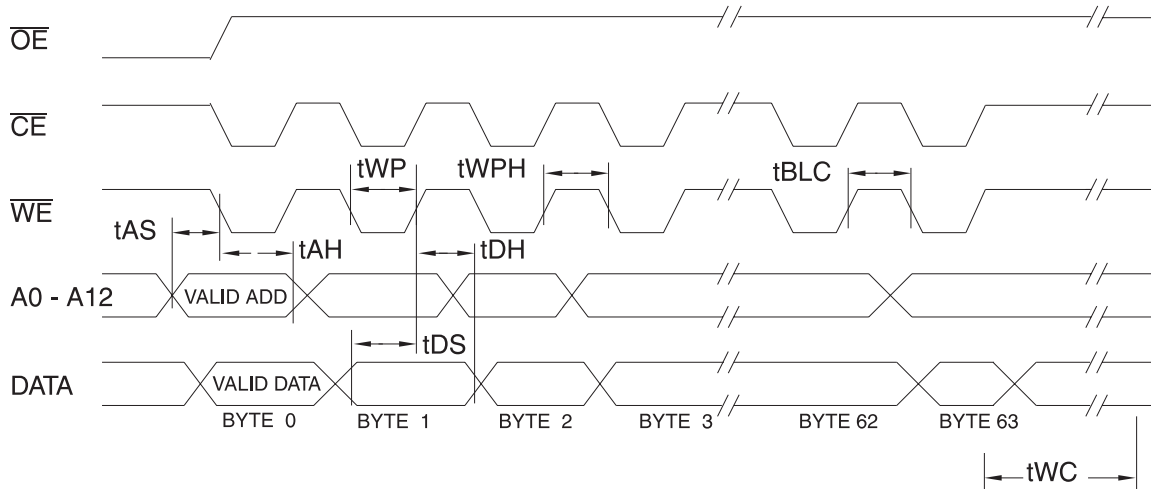 OE
CE
tWP
tWPH
tBLC
WE
tAS
tAH
tDH
A0 - A12
VALID ADD
tDS
DATA
VALID DATA
BYTE 0
BYTE 1
BYTE 2
BYTE 3
BYTE 62
BYTE 63
tWC